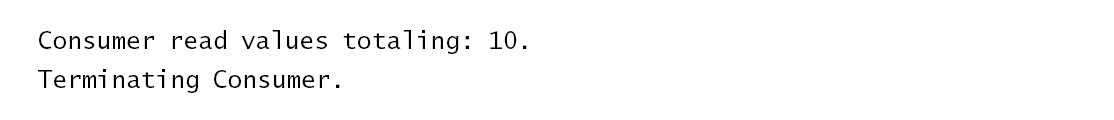 Consumer read values totaling: 10.
Terminating Consumer.